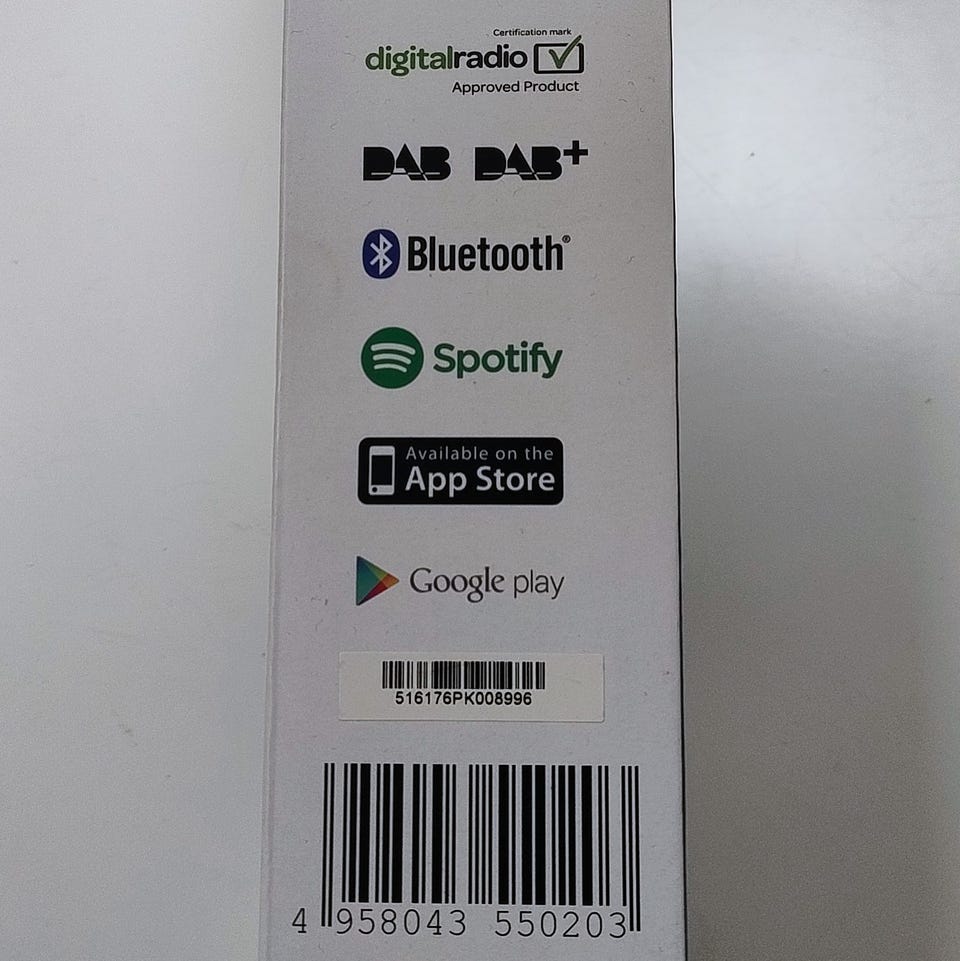 Certification mark
digitalradio
Approved Product
DAB DAB+
Bluetooth®
Spotify
Available on the
App Store
Google play
516176PK008996
4 958043 550203